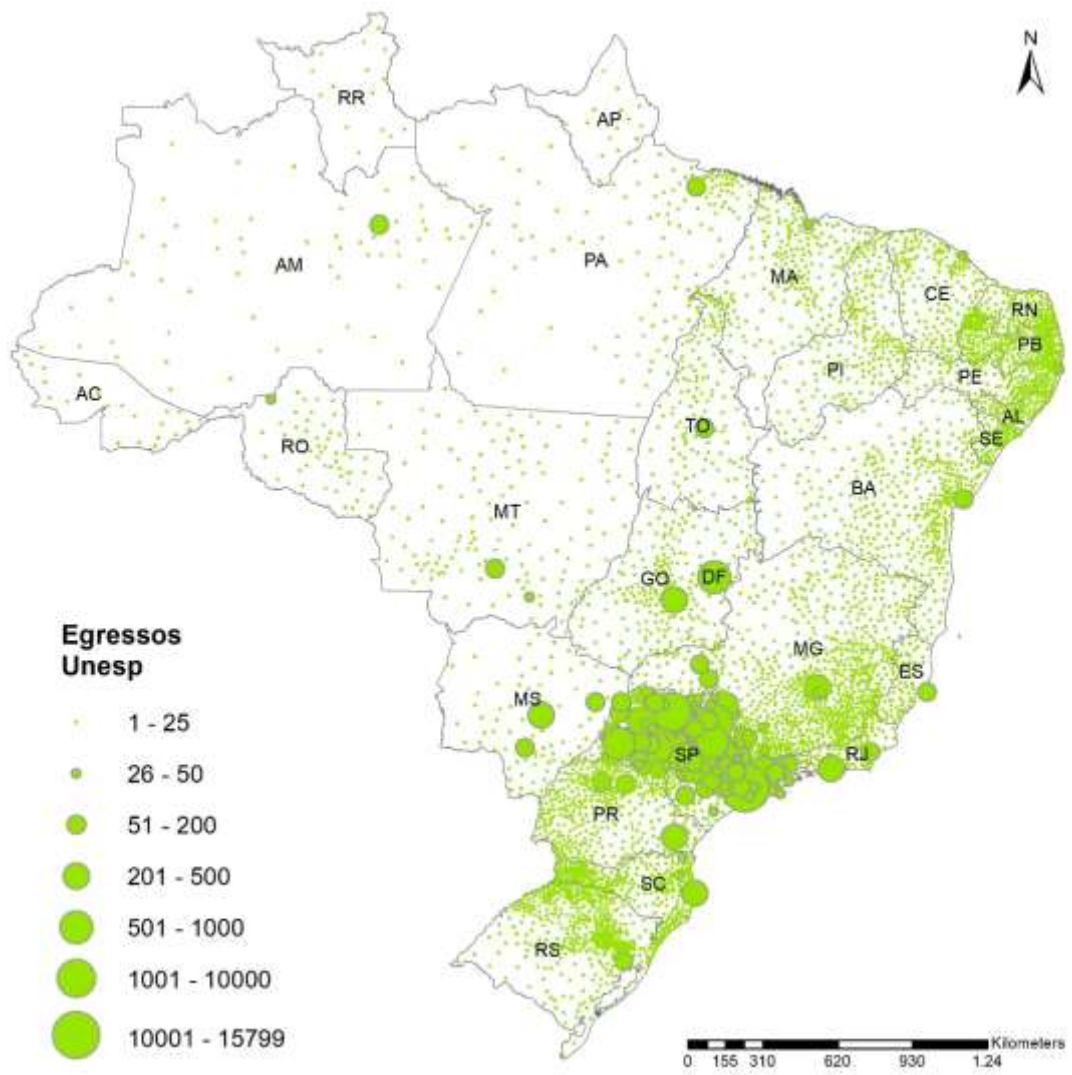 N
RR
AP
AM
PA
MA
CE
RN
PB
PI
PE
AC
AL
TO
SE
RO
BA
MT
GO
DF
Egressos
Unesp
MG
ES
MS
1 - 25
SP
RJ
26 - 50
PR
51 - 200
201 - 500
SC
501 - 1000
RS
1001 - 10000
10001 - 15799
Kilometers
0 155 310 620 930 1.24